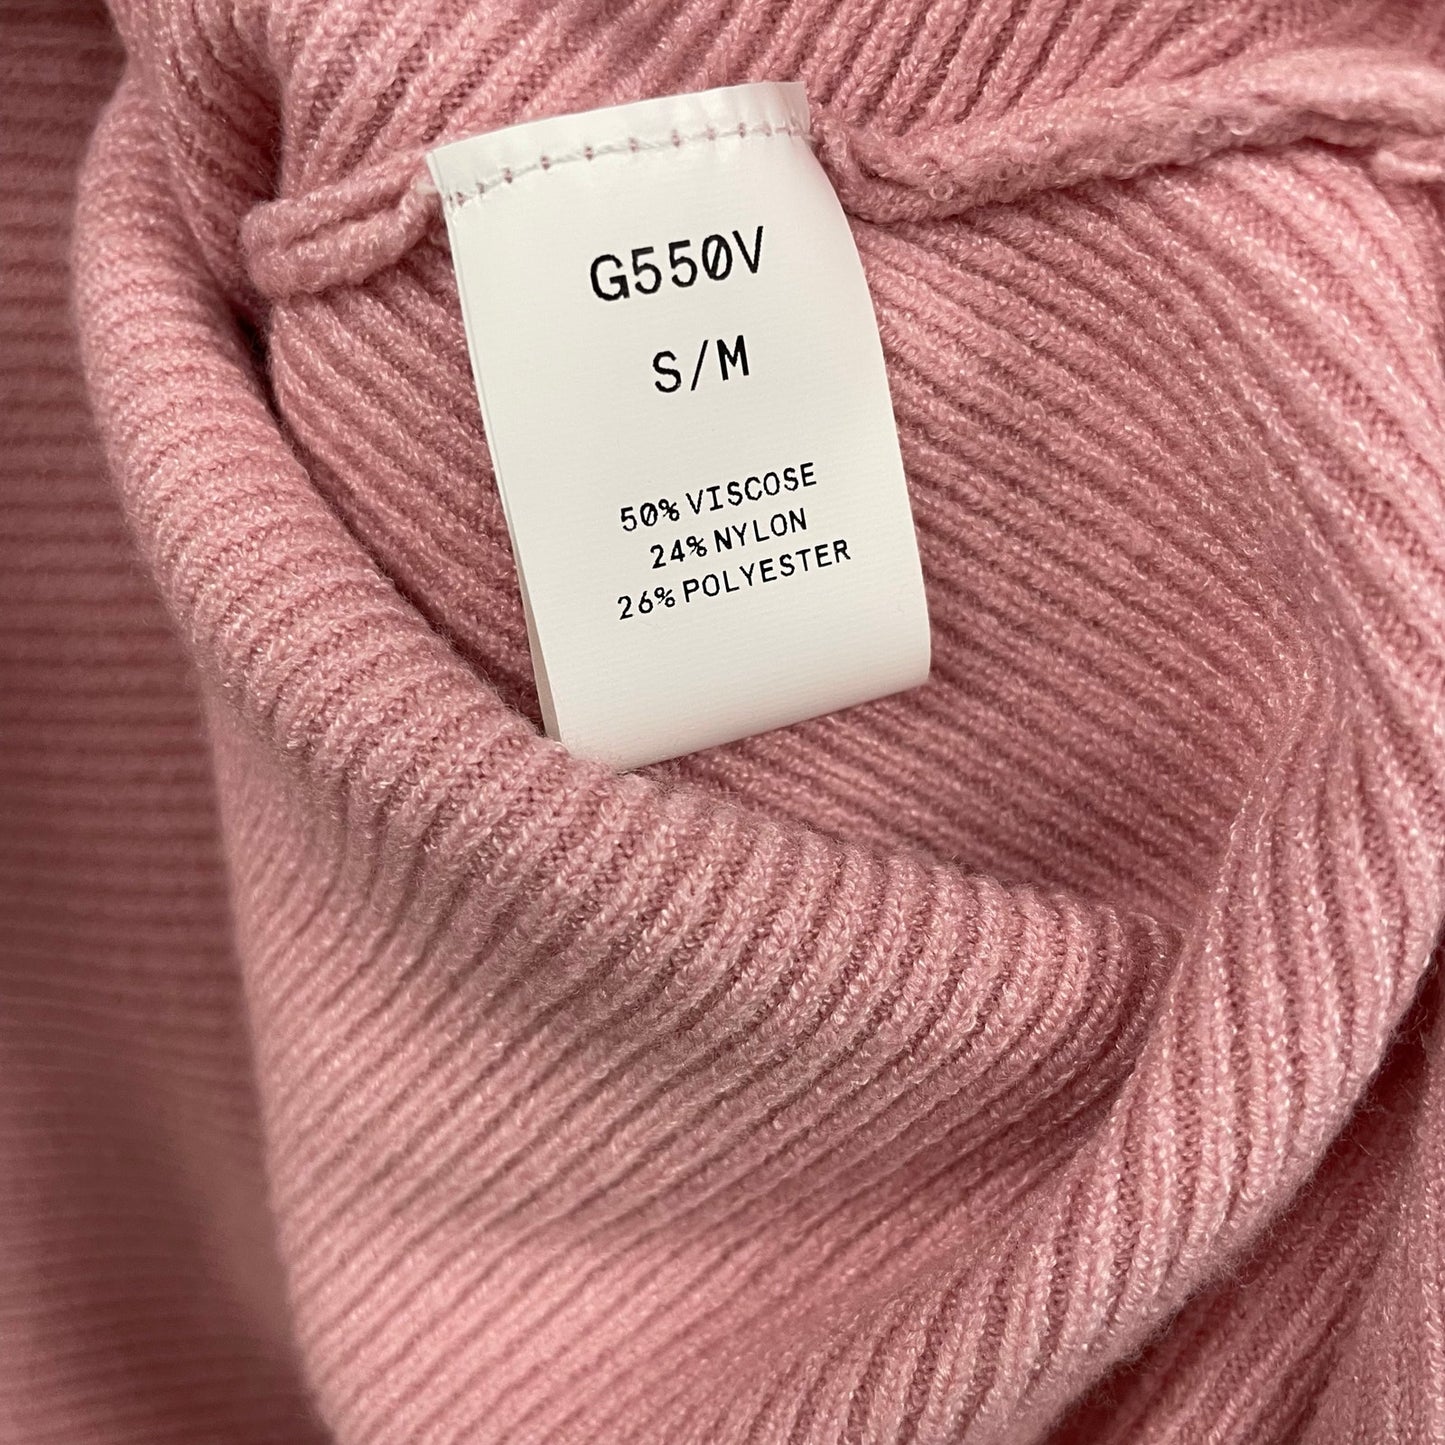 G550V
S/M
50% VISCOSE
24% NYLON
26% POLYESTER